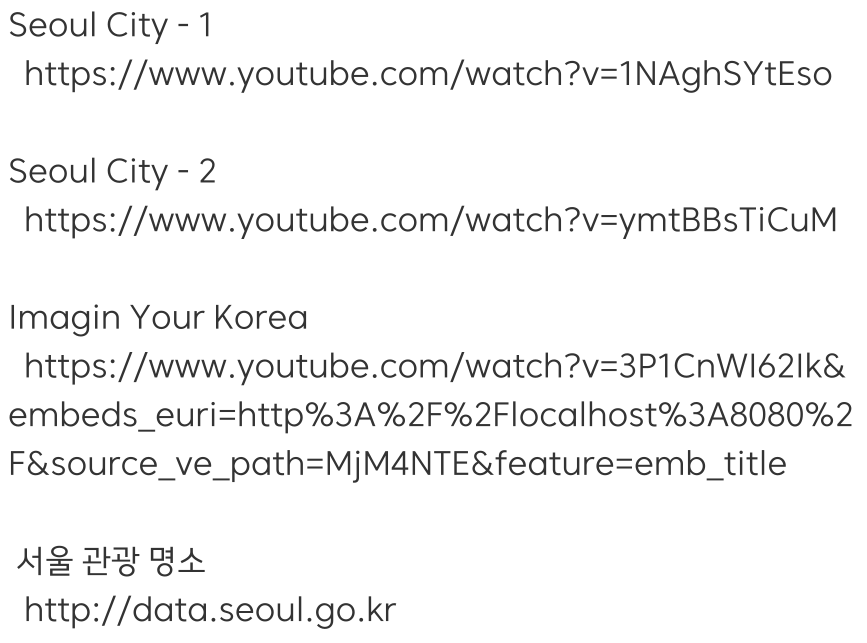 Seoul City - 1
https://www.youtube.com/watch?v=1NAghSYtEso
Seoul City - 2
https://www.youtube.com/watch?v=ymtBBsTiCuM
Imagin Your Korea
https://www.youtube.com/watch?v=3P1CnWI62Ik&
embeds_euri=http%3A%2F%2Flocalhost%3A8080%2
F&source_ve_path=MjM4NTE&feature=emb_title
서울 관광 명소
http://data.seoul.go.kr